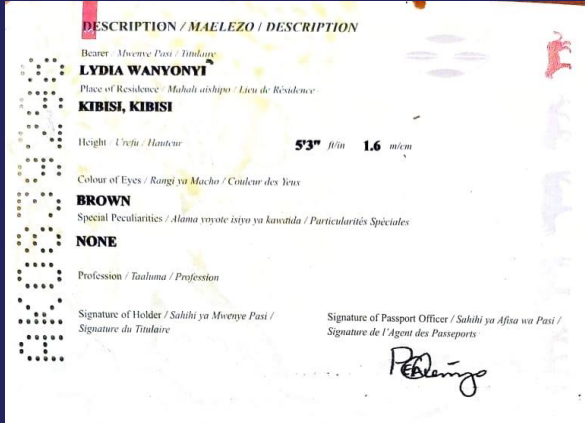 DESCRIPTION / MAELEZO / DESCRIPTION
Bearer / Mwenye Pasi / Titulaire
LYDIA WANYONYI
Place of Residence / Mahali aishipo / Lieu de Résidence
KIBISI, KIBISI
Height / Urefu / Hauteur 5'3" ft/in 1.6 m/cm
Colour of Eyes / Rangi ya Macho / Couleur des Yeux
BROWN
Special Peculiarities / Alama yoyote isiyo ya kawaida / Particularités Spéciales
NONE
Profession / Taaluma / Profession
Signature of Holder / Sahihi ya Mwenye Pasi /
Signature du Titulaire
Signature of Passport Officer / Sahihi ya Afisa wa Pasi /
Signature de l'Agent des Passeports